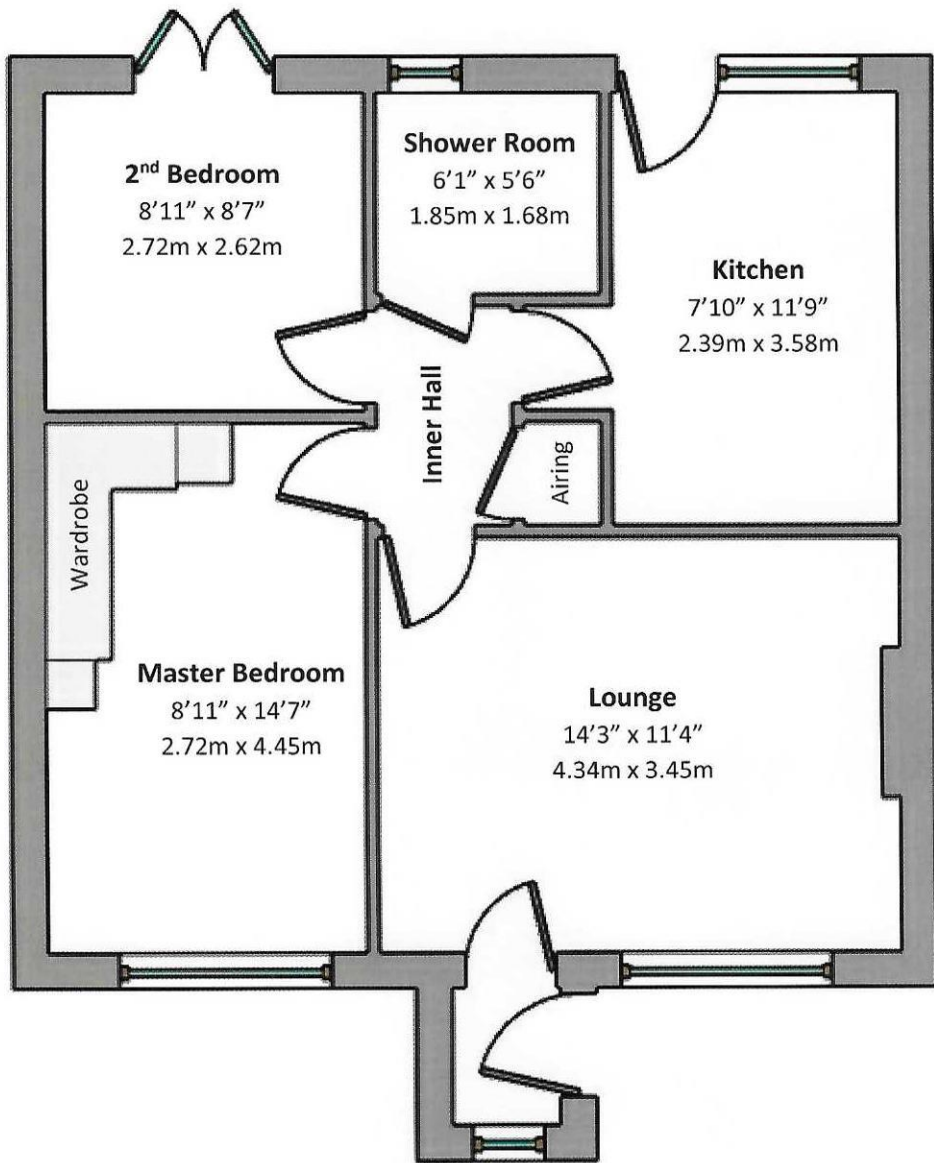 2nd Bedroom
8’11” x 8’7”
2.72m x 2.62m
Shower Room
6’1” x 5’6”
1.85m x 1.68m
Kitchen
7’10” x 11’9”
2.39m x 3.58m
Inner Hall
Airing
Wardrobe
Master Bedroom
8’11” x 14’7”
2.72m x 4.45m
Lounge
14’3” x 11’4”
4.34m x 3.45m